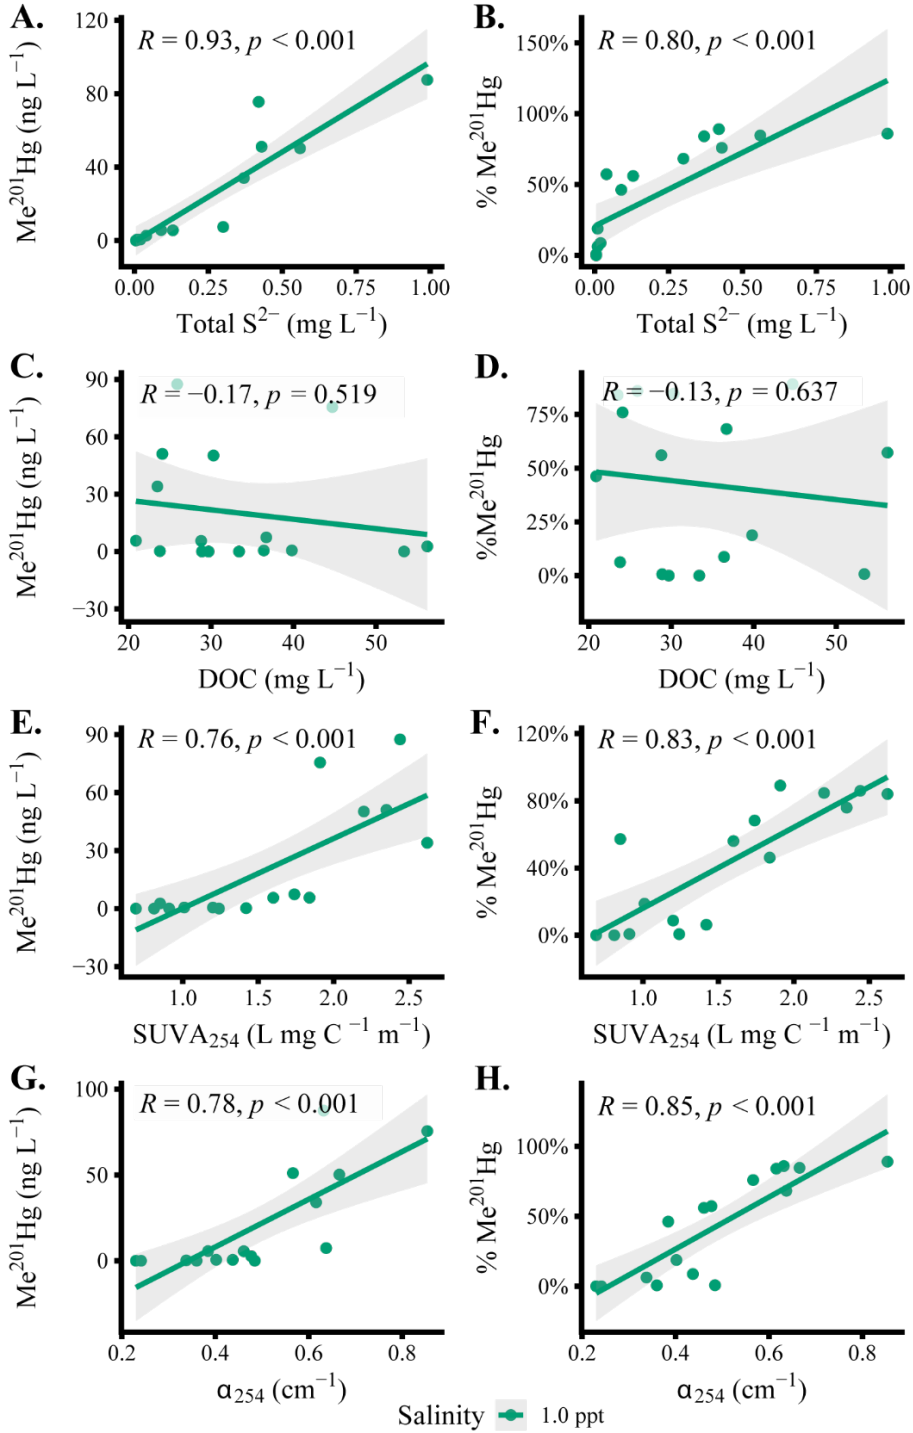 A.
R = 0.93, p < 0.001
Me²⁰¹Hg (ng L⁻¹)
120
80
40
0
0.00 0.25 0.50 0.75 1.00
Total S²⁻ (mg L⁻¹)
B.
R = 0.80, p < 0.001
% Me²⁰¹Hg
150%
100%
50%
0%
0.00 0.25 0.50 0.75 1.00
Total S²⁻ (mg L⁻¹)
C.
R = −0.17, p = 0.519
Me²⁰¹Hg (ng L⁻¹)
90
60
30
0
−30
20 30 40 50
DOC (mg L⁻¹)
D.
R = −0.13, p = 0.637
%Me²⁰¹Hg
75%
50%
25%
0%
20 30 40 50
DOC (mg L⁻¹)
E.
R = 0.76, p < 0.001
Me²⁰¹Hg (ng L⁻¹)
90
60
30
0
−30
1.0 1.5 2.0 2.5
SUVA₂₅₄ (L mg C ⁻¹ m⁻¹)
F.
R = 0.83, p < 0.001
% Me²⁰¹Hg
120%
80%
40%
0%
1.0 1.5 2.0 2.5
SUVA₂₅₄ (L mg C ⁻¹ m⁻¹)
G.
R = 0.78, p < 0.001
Me²⁰¹Hg (ng L⁻¹)
100
50
0
0.2 0.4 0.6 0.8
α₂₅₄ (cm⁻¹)
H.
R = 0.85, p < 0.001
% Me²⁰¹Hg
100%
50%
0%
0.2 0.4 0.6 0.8
α₂₅₄ (cm⁻¹)
Salinity 1.0 ppt